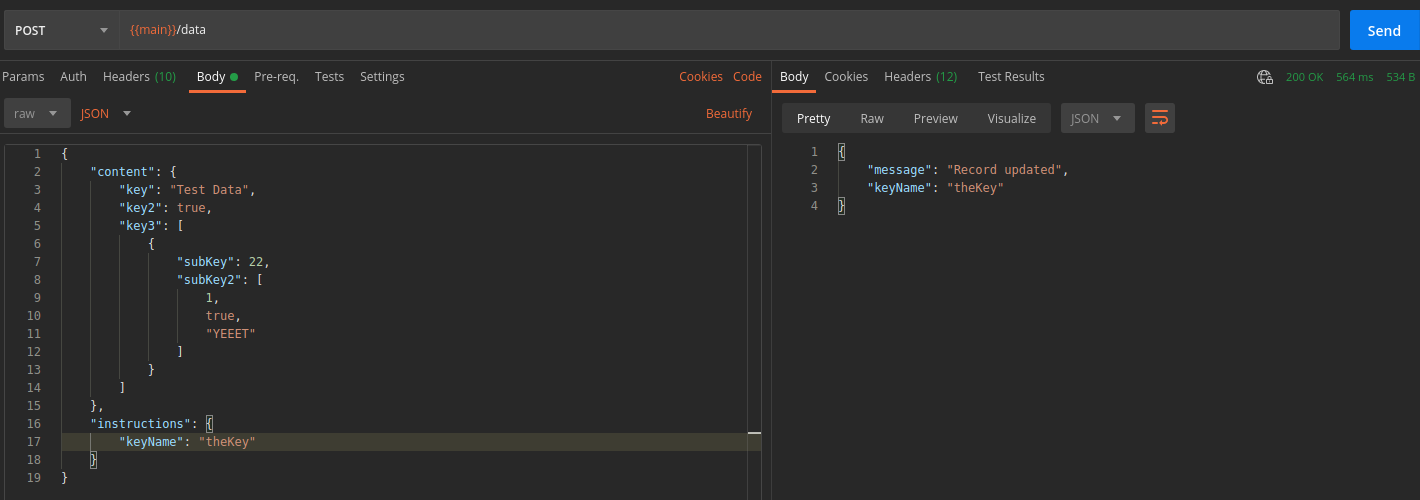 POST {{main}}/data Send
Params Auth Headers (10) Body Pre-req. Tests Settings Cookies Code
raw JSON Beautify
1 {
2 "content": {
3 "key": "Test Data",
4 "key2": true,
5 "key3": [
6 {
7 "subKey": 22,
8 "subKey2": [
9 1,
10 true,
11 "YEEET"
12 ]
13 }
14 ]
15 },
16 "instructions": {
17 "keyName": "theKey"
18 }
19 }
Body Cookies Headers (12) Test Results 200 OK 564 ms 534 B
Pretty Raw Preview Visualize JSON
1 {
2 "message": "Record updated",
3 "keyName": "theKey"
4 }